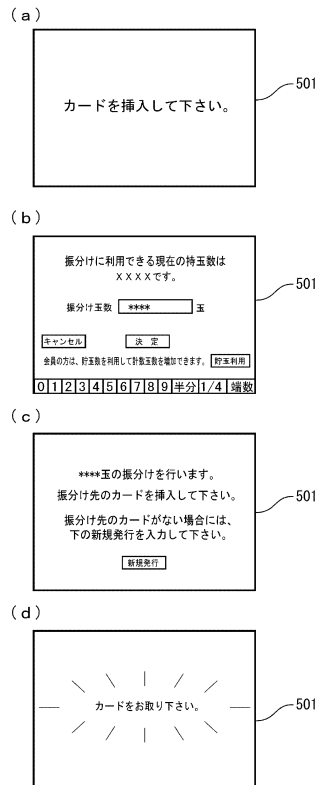 (a)
カードを挿入して下さい。
501
(b)
振分けに利用できる現在の持玉数は
XXXXです。
501
振分け玉数 **** 玉
キャンセル 決 定
会員の方は、貯玉数を利用して計数玉数を増加できます。 貯玉利用
0 1 2 3 4 5 6 7 8 9 半分 1/4 端数
(c)
****玉の振分けを行います。
振分け先のカードを挿入して下さい。
501
振分け先のカードがない場合には、
下の新規発行を入力して下さい。
新規発行
(d)
カードをお取り下さい。
501